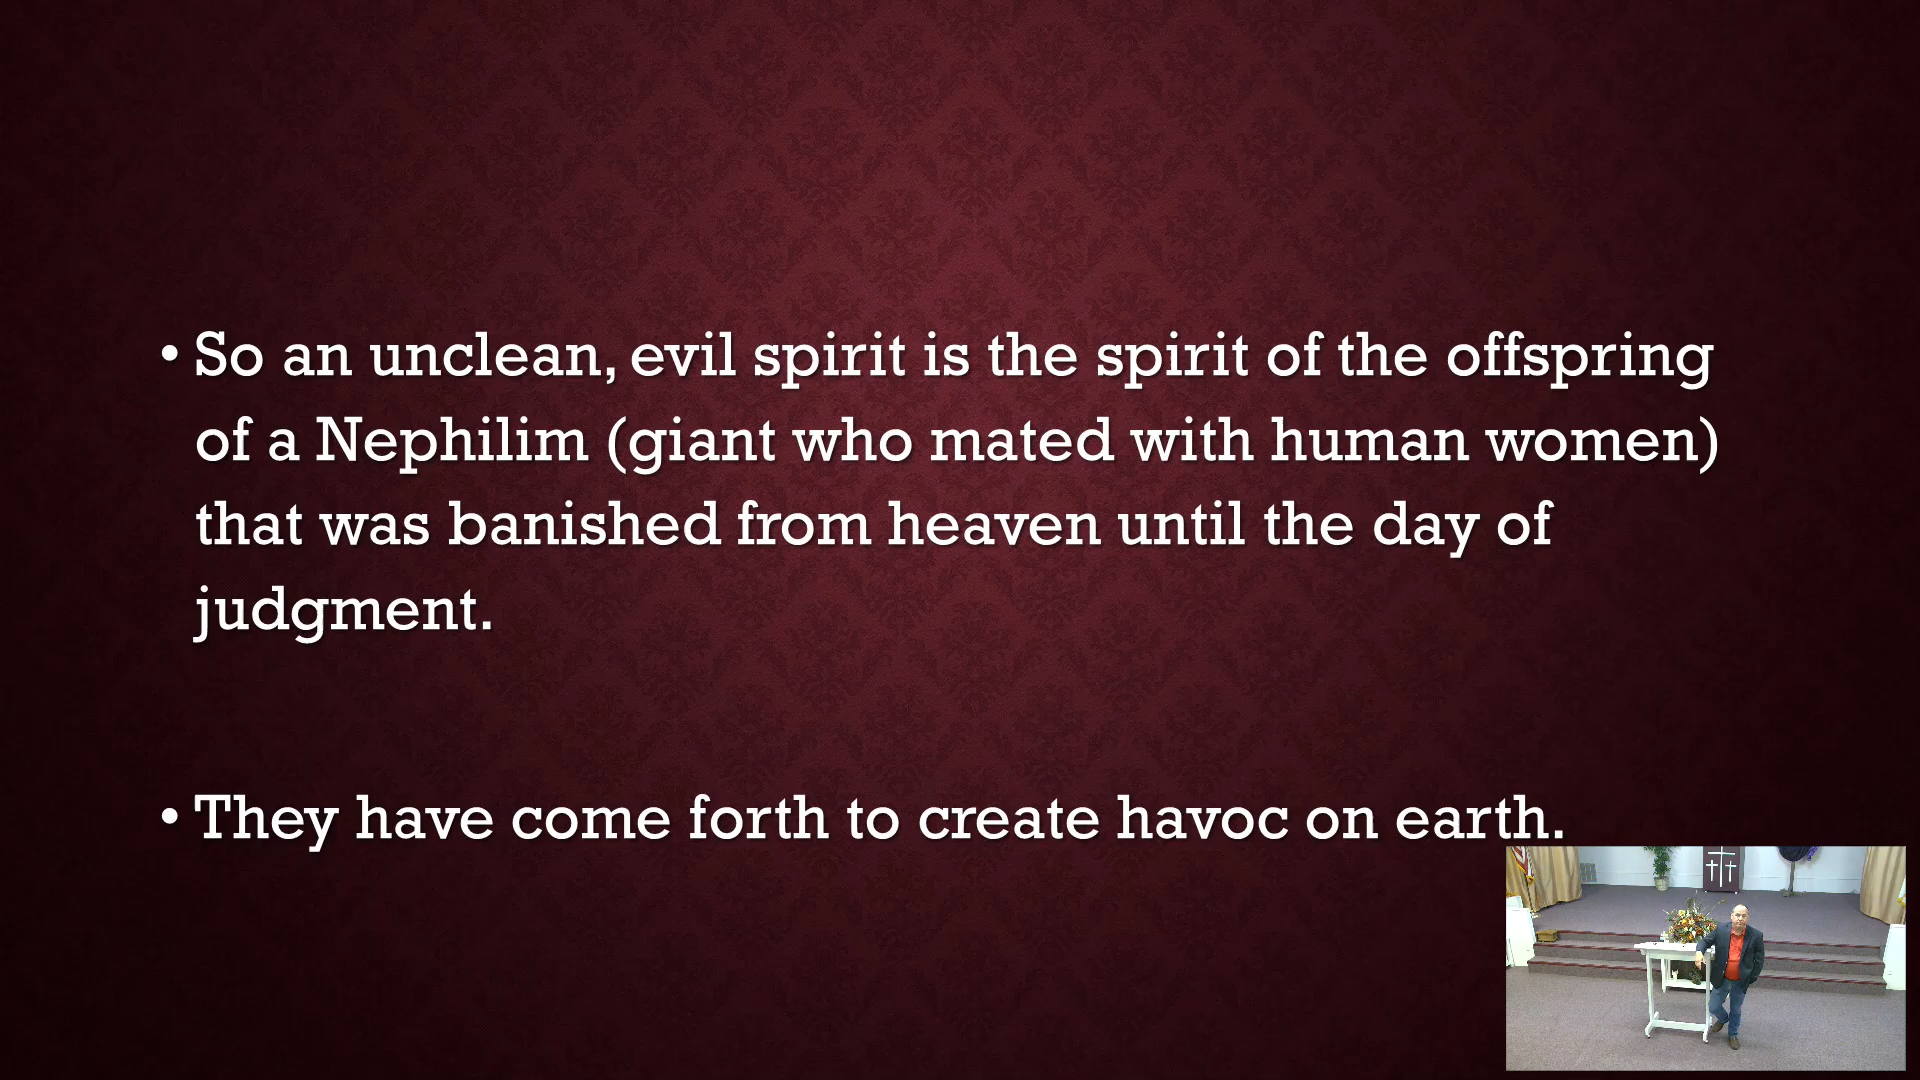 • So an unclean, evil spirit is the spirit of the offspring
of a Nephilim (giant who mated with human women)
that was banished from heaven until the day of
judgment.
• They have come forth to create havoc on earth.